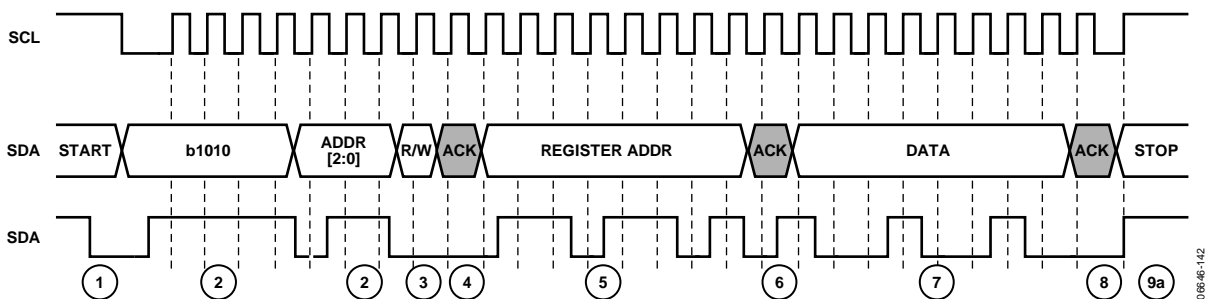 SCL
SDA START b1010 ADDR [2:0] R/W ACK REGISTER ADDR ACK DATA ACK STOP
SDA
1 2 2 3 4 5 6 7 8 9a
06646-142